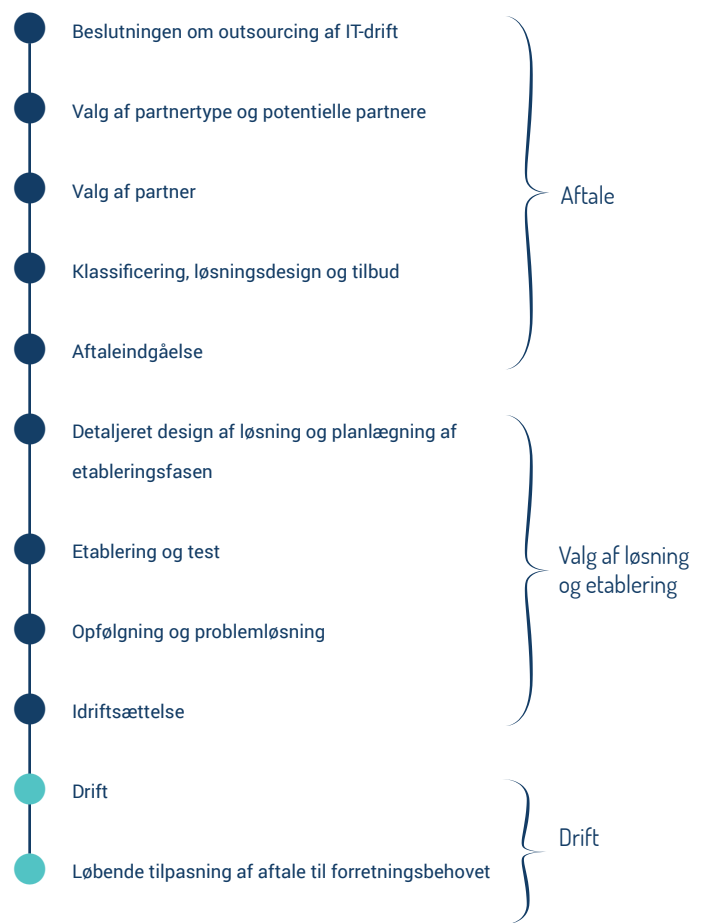 Beslutningen om outsourcing af IT-drift
Valg af partnertype og potentielle partnere
Valg af partner
Klassificering, løsningsdesign og tilbud
Aftaleindgåelse
Aftale
Detaljeret design af løsning og planlægning af
etableringsfasen
Etablering og test
Opfølgning og problemløsning
Idriftsættelse
Valg af løsning
og etablering
Drift
Løbende tilpasning af aftale til forretningsbehovet
Drift